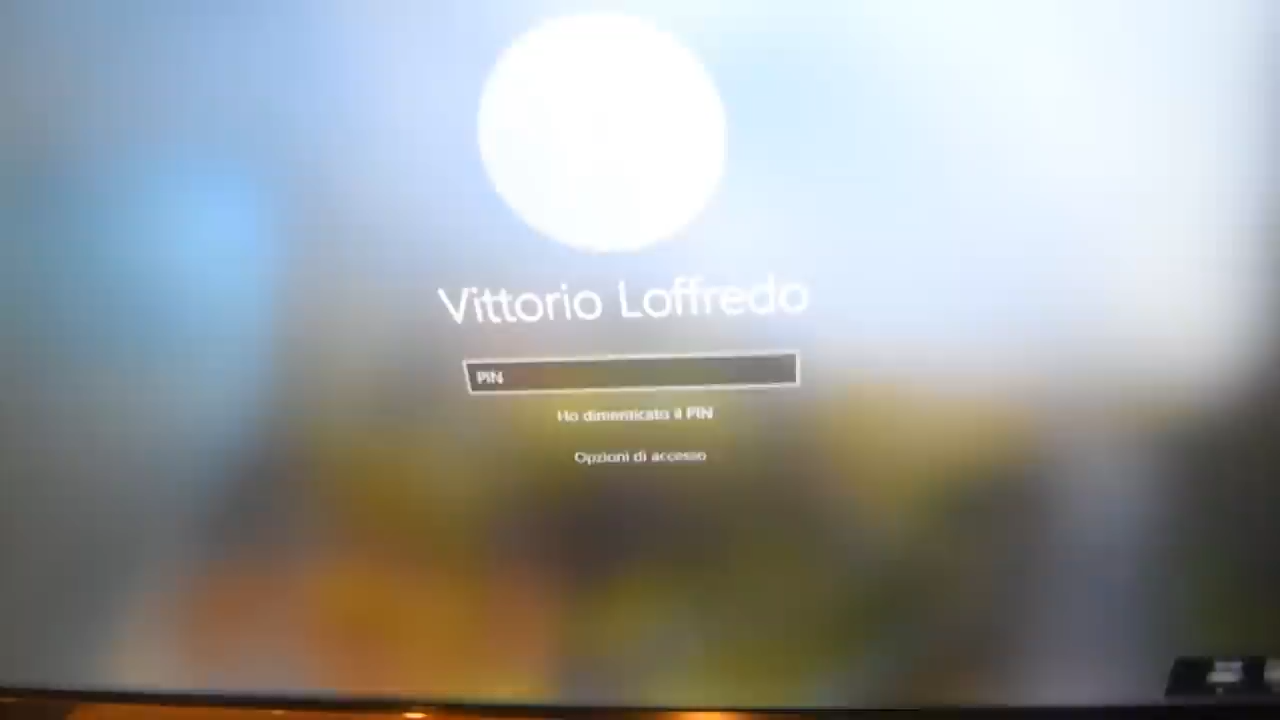 Vittorio Loffredo
PIN
Ho dimenticato il PIN
Opzioni di accesso